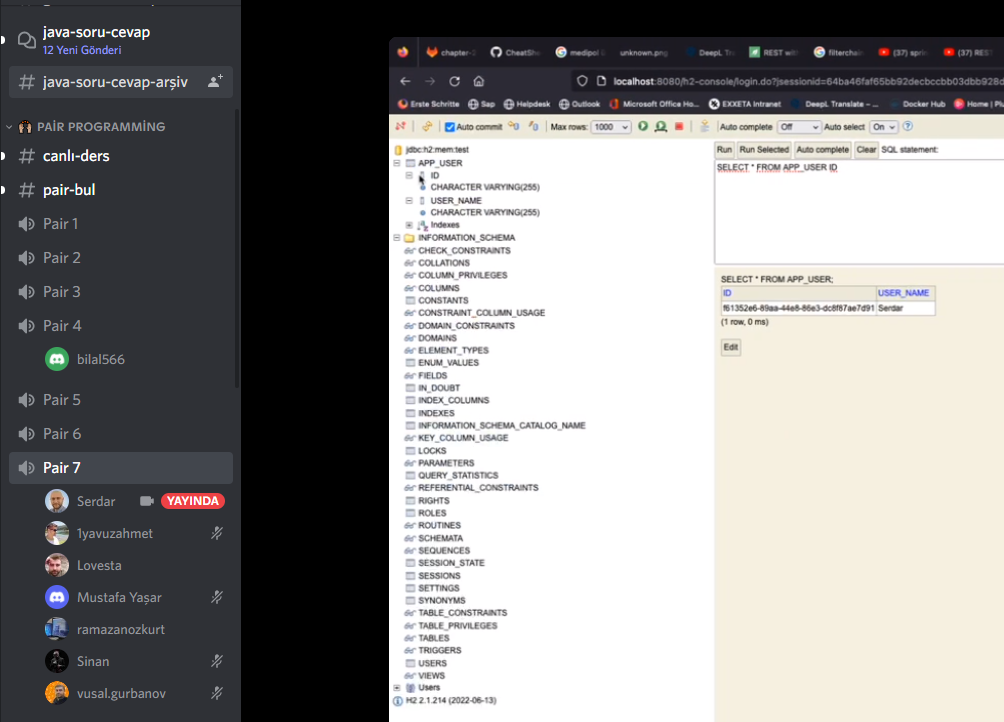 java-soru-cevap
12 Yeni Gönderi
java-soru-cevap-arşiv
PAİR PROGRAMMİNG
canlı-ders
pair-bul
Pair 1
Pair 2
Pair 3
Pair 4
bilal566
Pair 5
Pair 6
Pair 7
Serdar YAYINDA
1yavuzahmet
Lovesta
Mustafa Yaşar
ramazanozkurt
Sinan
vusal.gurbanov
chapter- CheatShe medipol unknown.png DeepL Tra REST with filterchain (37) sprin (37) RES
localhost:8080/h2-console/login.do?jsessionid=64ba46faf65bb92decbccbb03dbb928d
Erste Schritte Sap Helpdesk Outlook Microsoft Office Ho... EXXETA Intranet DeepL Translate – ... Docker Hub Home | Plu
Auto commit Max rows: 1000 Auto complete Off Auto select On
jdbc:h2:mem:test
APP_USER
ID
CHARACTER VARYING(255)
USER_NAME
CHARACTER VARYING(255)
Indexes
INFORMATION_SCHEMA
CHECK_CONSTRAINTS
COLLATIONS
COLUMN_PRIVILEGES
COLUMNS
CONSTANTS
CONSTRAINT_COLUMN_USAGE
DOMAIN_CONSTRAINTS
DOMAINS
ELEMENT_TYPES
ENUM_VALUES
FIELDS
IN_DOUBT
INDEX_COLUMNS
INDEXES
INFORMATION_SCHEMA_CATALOG_NAME
KEY_COLUMN_USAGE
LOCKS
PARAMETERS
QUERY_STATISTICS
REFERENTIAL_CONSTRAINTS
RIGHTS
ROLES
ROUTINES
SCHEMATA
SEQUENCES
SESSION_STATE
SESSIONS
SETTINGS
SYNONYMS
TABLE_CONSTRAINTS
TABLE_PRIVILEGES
TABLES
TRIGGERS
USERS
VIEWS
Users
H2 2.1.214 (2022-06-13)
Run Run Selected Auto complete Clear SQL statement:
SELECT * FROM APP_USER ID
SELECT * FROM APP_USER;
ID USER_NAME
f61352e6-89aa-44e8-86e3-dc8f87ae7d91 Serdar
(1 row, 0 ms)
Edit